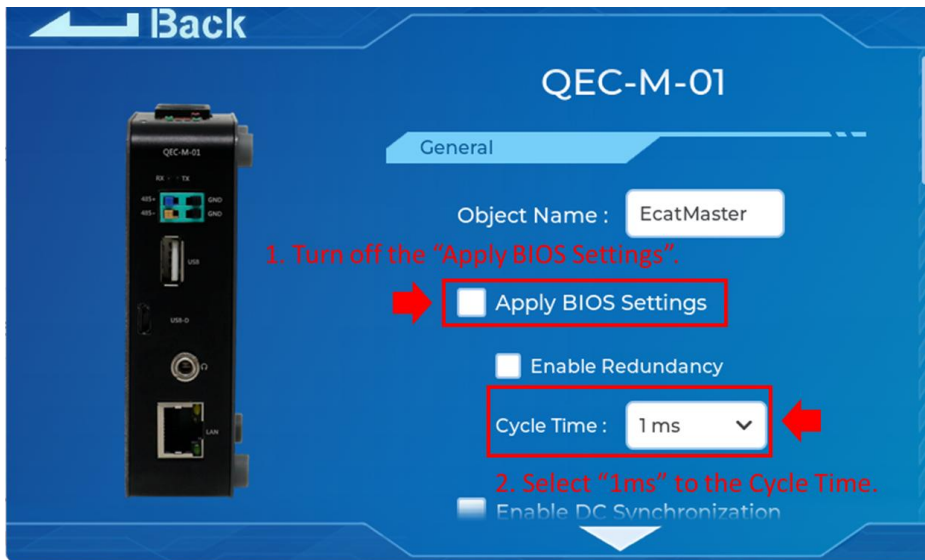 Back
QEC-M-01
General
QEC-M-01
RX TX
485+ GND
485- GND
Object Name : EcatMaster
1. Turn off the “Apply BIOS Settings”.
USB
Apply BIOS Settings
USB-D
Enable Redundancy
Cycle Time : 1 ms
LAN
2. Select “1ms” to the Cycle Time.
Enable DC Synchronization